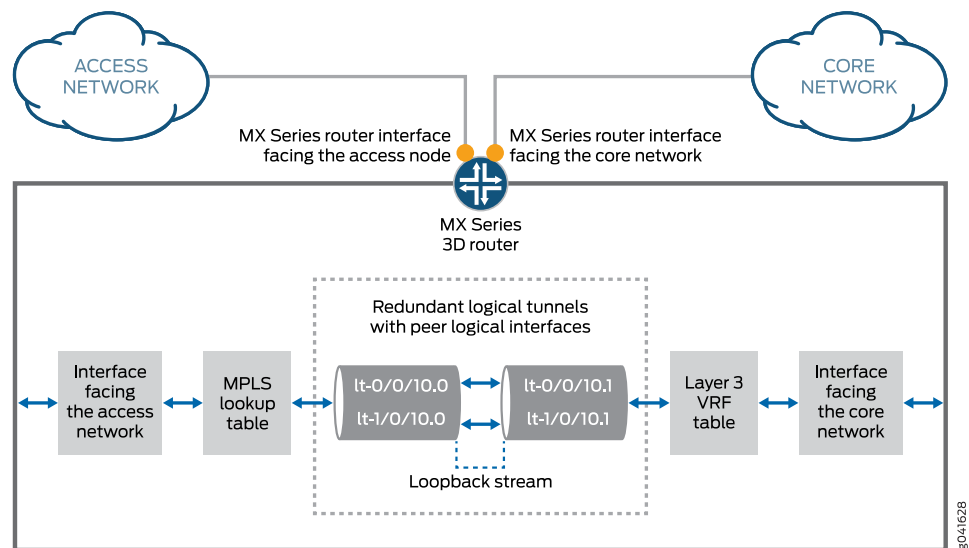 ACCESS
NETWORK
CORE
NETWORK
MX Series router interface
facing the access node
MX Series router interface
facing the core network
MX Series
3D router
Redundant logical tunnels
with peer logical interfaces
Interface
facing
the access
network
MPLS
lookup
table
lt-0/0/10.0
lt-1/0/10.0
lt-0/0/10.1
lt-1/0/10.1
Layer 3
VRF
table
Interface
facing
the core
network
Loopback stream
g041628